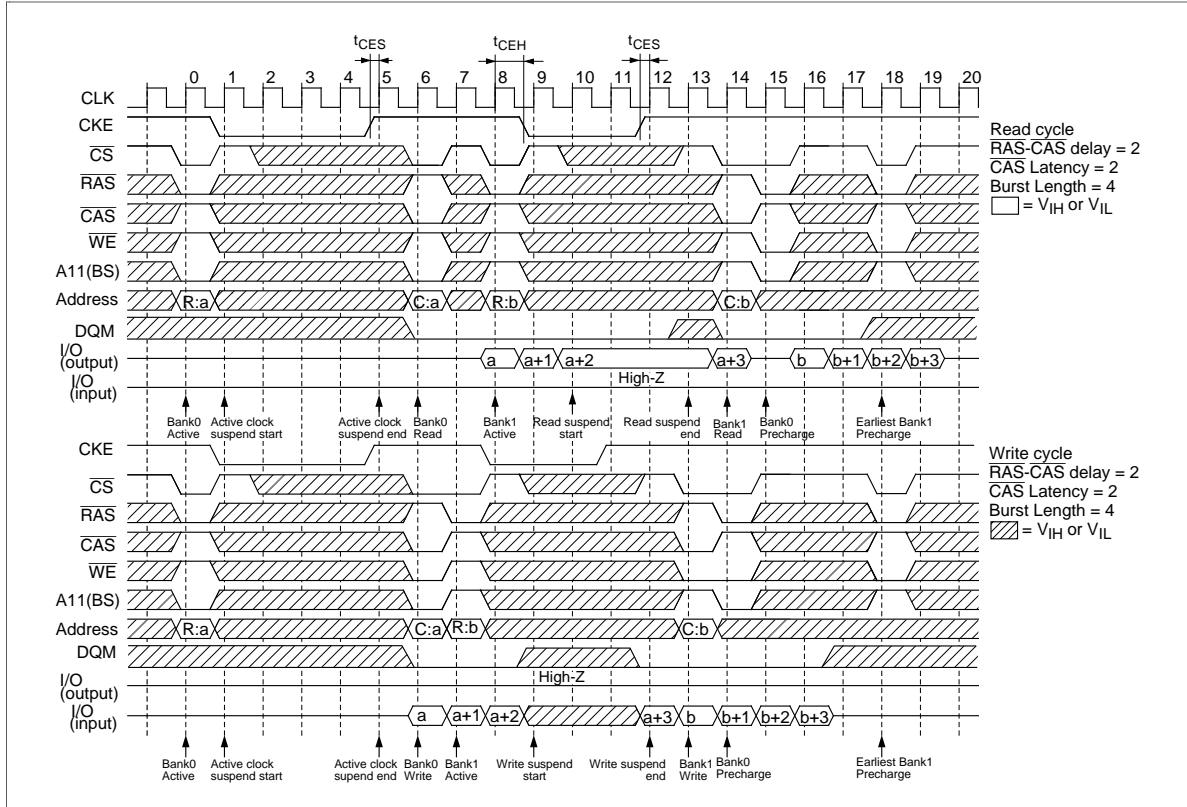 tCES tCEH tCES
0 1 2 3 4 5 6 7 8 9 10 11 12 13 14 15 16 17 18 19 20
CLK
CKE
CS
RAS
CAS
WE
A11(BS)
Address R:a C:a R:b C:b
DQM
I/O
(output) a a+1 a+2 a+3 b b+1 b+2 b+3
High-Z
I/O
(input)
Bank0
Active
Active clock
suspend start
Active clock
suspend end
Bank0
Read
Bank1
Active
Read suspend
start
Read suspend
end
Bank1
Read
Bank0
Precharge
Earliest Bank1
Precharge
Read cycle
RAS-CAS delay = 2
CAS Latency = 2
Burst Length = 4
= VIH or VIL
CKE
CS
RAS
CAS
WE
A11(BS)
Address R:a C:a R:b C:b
DQM
High-Z
I/O
(output)
I/O
(input) a a+1 a+2 a+3 b b+1 b+2 b+3
Bank0
Active
Active clock
suspend start
Active clock
supend end
Bank0
Write
Bank1
Active
Write suspend
start
Write suspend
end
Bank1
Write
Bank0
Precharge
Earliest Bank1
Precharge
Write cycle
RAS-CAS delay = 2
CAS Latency = 2
Burst Length = 4
= VIH or VIL